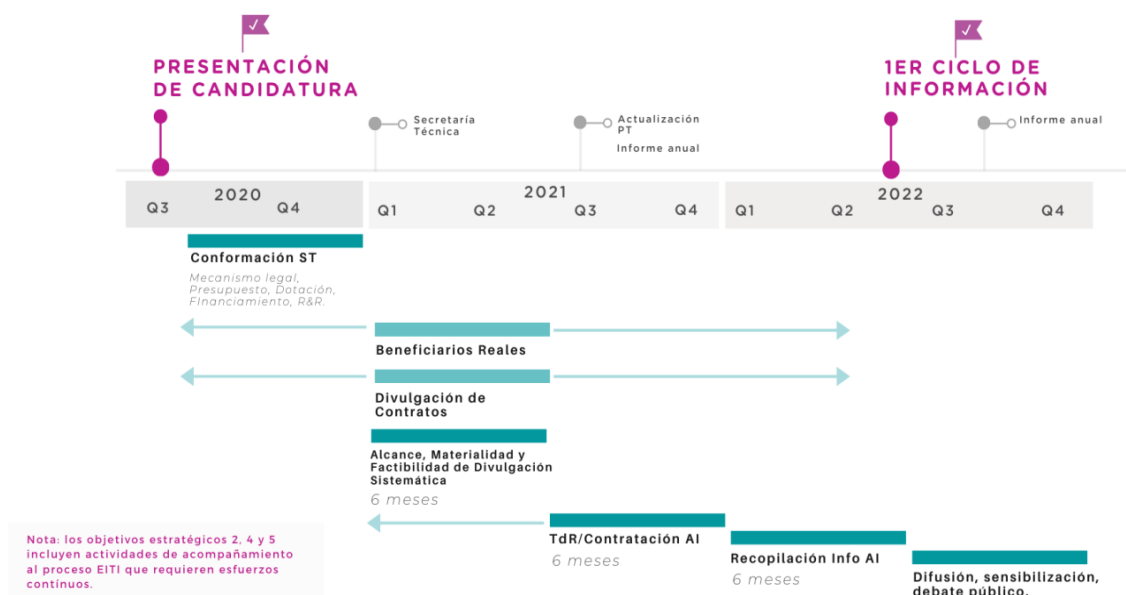 PRESENTACIÓN
DE CANDIDATURA
1ER CICLO DE
INFORMACIÓN
Secretaría
Técnica
Actualización
PT
Informe anual
Informe anual
2020
Q3
Q4
2021
Q1
Q2
Q3
Q4
2022
Q1
Q2
Q3
Q4
Conformación ST
Mecanismo legal,
Presupuesto, Dotación,
FInanciamiento, R&R.
Beneficiarios Reales
Divulgación de
Contratos
Alcance, Materialidad y
Factibilidad de Divulgación
Sistemática
6 meses
TdR/Contratación AI
6 meses
Recopilación Info AI
6 meses
Difusión, sensibilización,
debate público.
Nota: los objetivos estratégicos 2, 4 y 5
incluyen actividades de acompañamiento
al proceso EITI que requieren esfuerzos
contínuos.